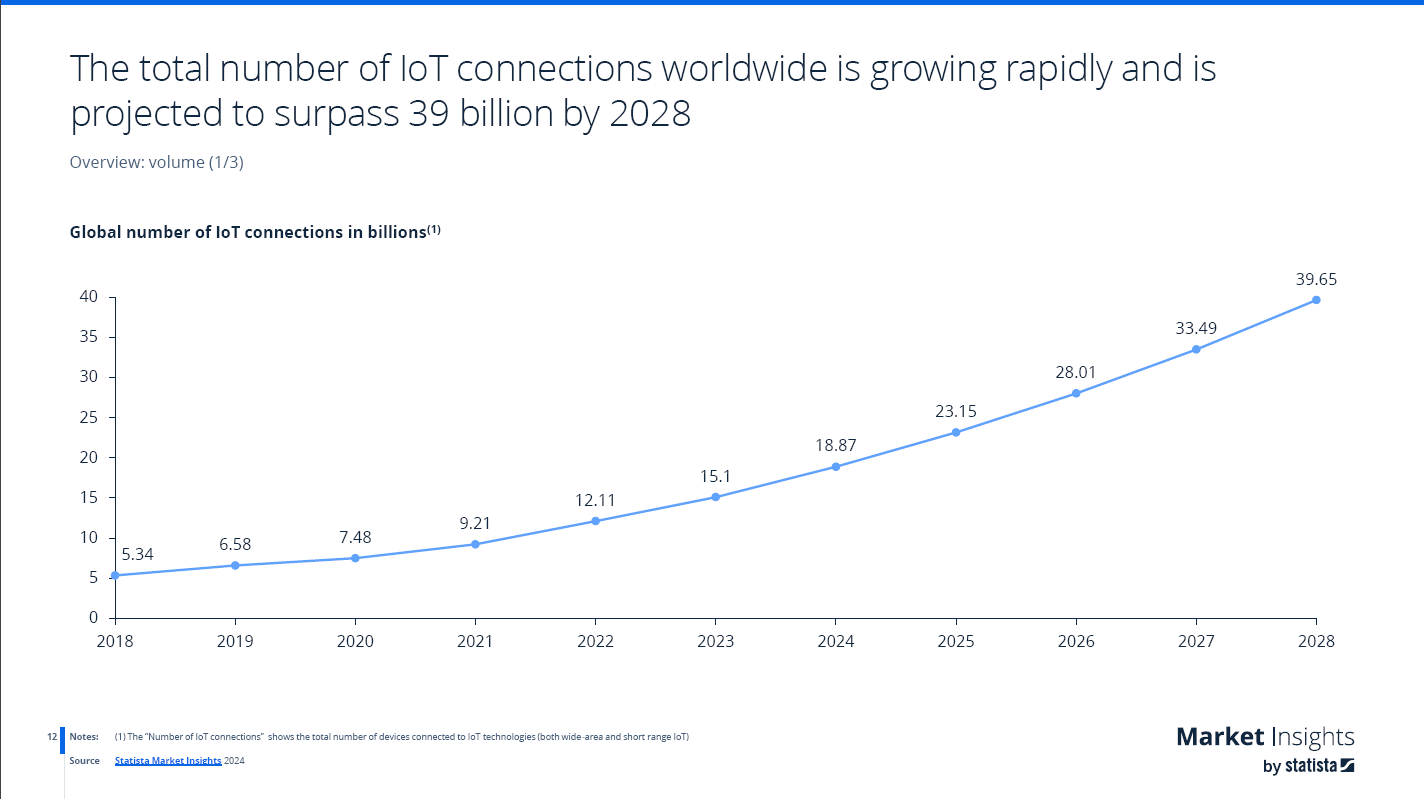 The total number of IoT connections worldwide is growing rapidly and is
projected to surpass 39 billion by 2028
Overview: volume (1/3)
Global number of IoT connections in billions(1)
40
35
30
25
20
15
10
5
0
5.34
6.58
7.48
9.21
12.11
15.1
18.87
23.15
28.01
33.49
39.65
2018 2019 2020 2021 2022 2023 2024 2025 2026 2027 2028
12 Notes: (1) The “Number of IoT connections” shows the total number of devices connected to IoT technologies (both wide-area and short range IoT)
Source Statista Market Insights 2024
Market Insights
by statista